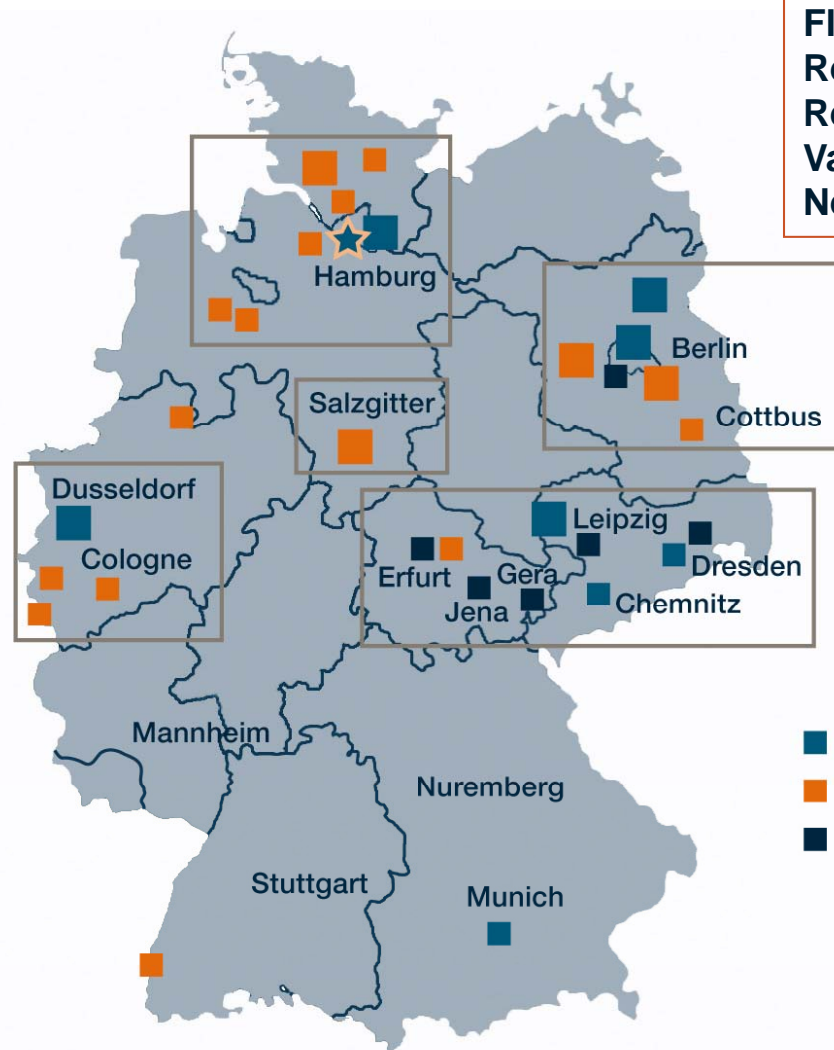 Hamburg
Berlin
Salzgitter
Cottbus
Dusseldorf
Leipzig
Cologne
Erfurt
Gera
Dresden
Jena
Chemnitz
Mannheim
Nuremberg
Stuttgart
Munich